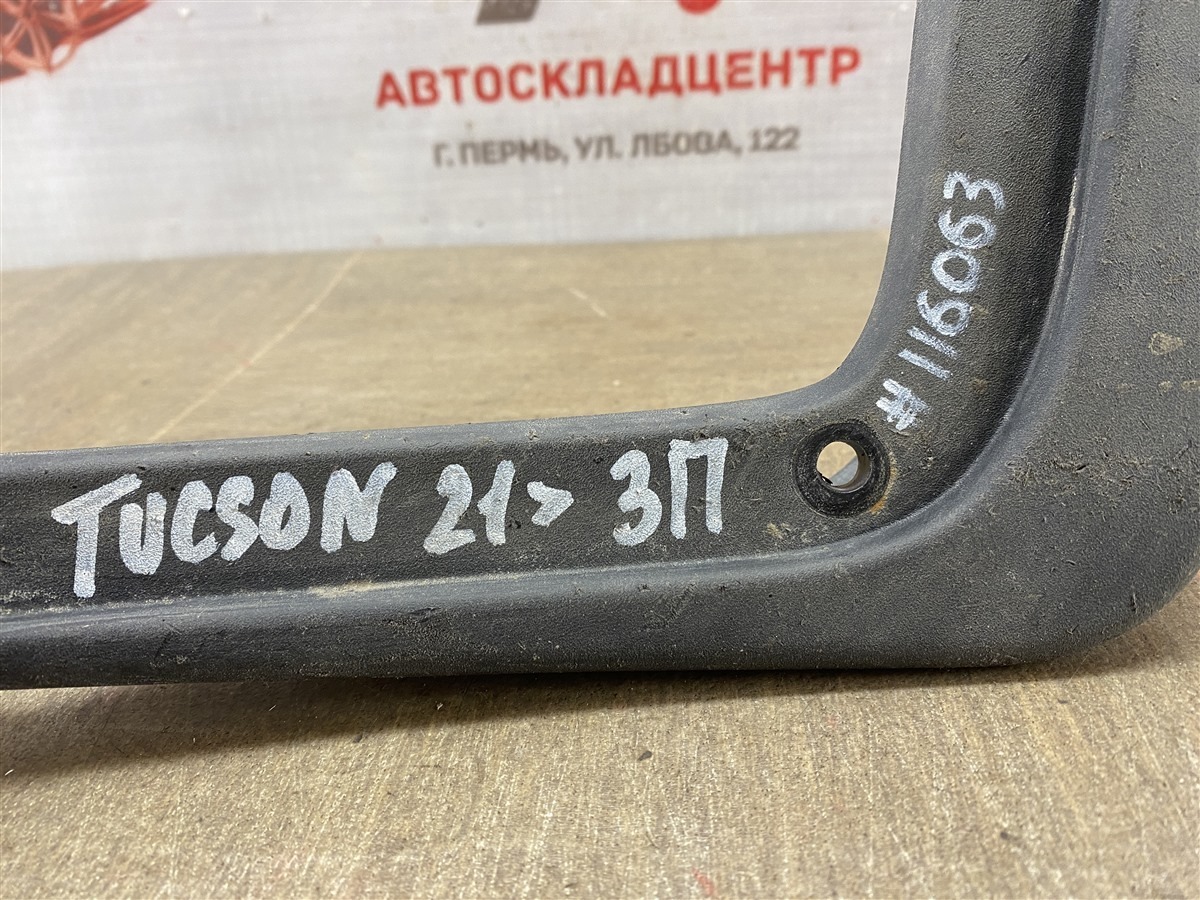 АВТОСКЛАДЦЕНТР
Г. ПЕРМЬ, УЛ. ЛБОВА, 122
#116063
TUCSON 21> ЗП